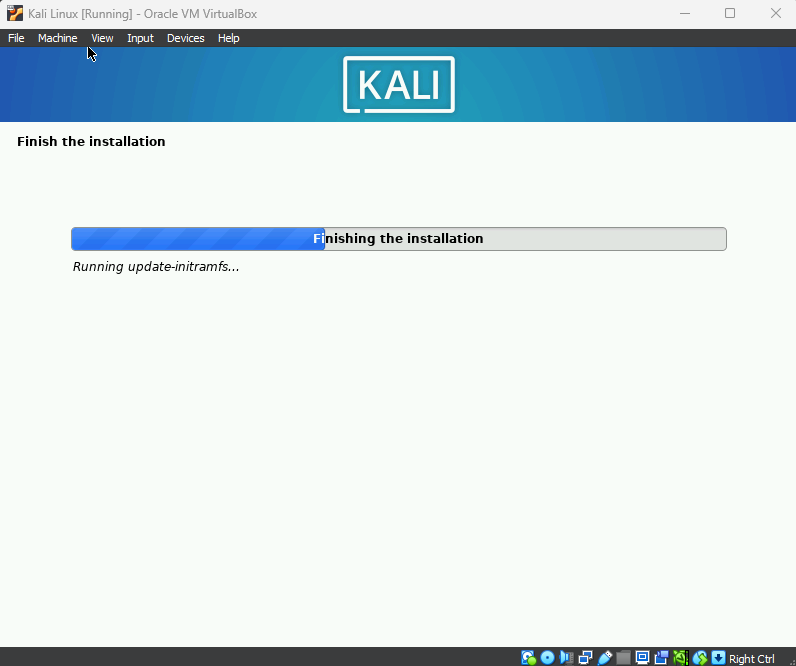 Kali Linux [Running] - Oracle VM VirtualBox
File Machine View Input Devices Help
KALI
Finish the installation
Finishing the installation
Running update-initramfs...
Right Ctrl